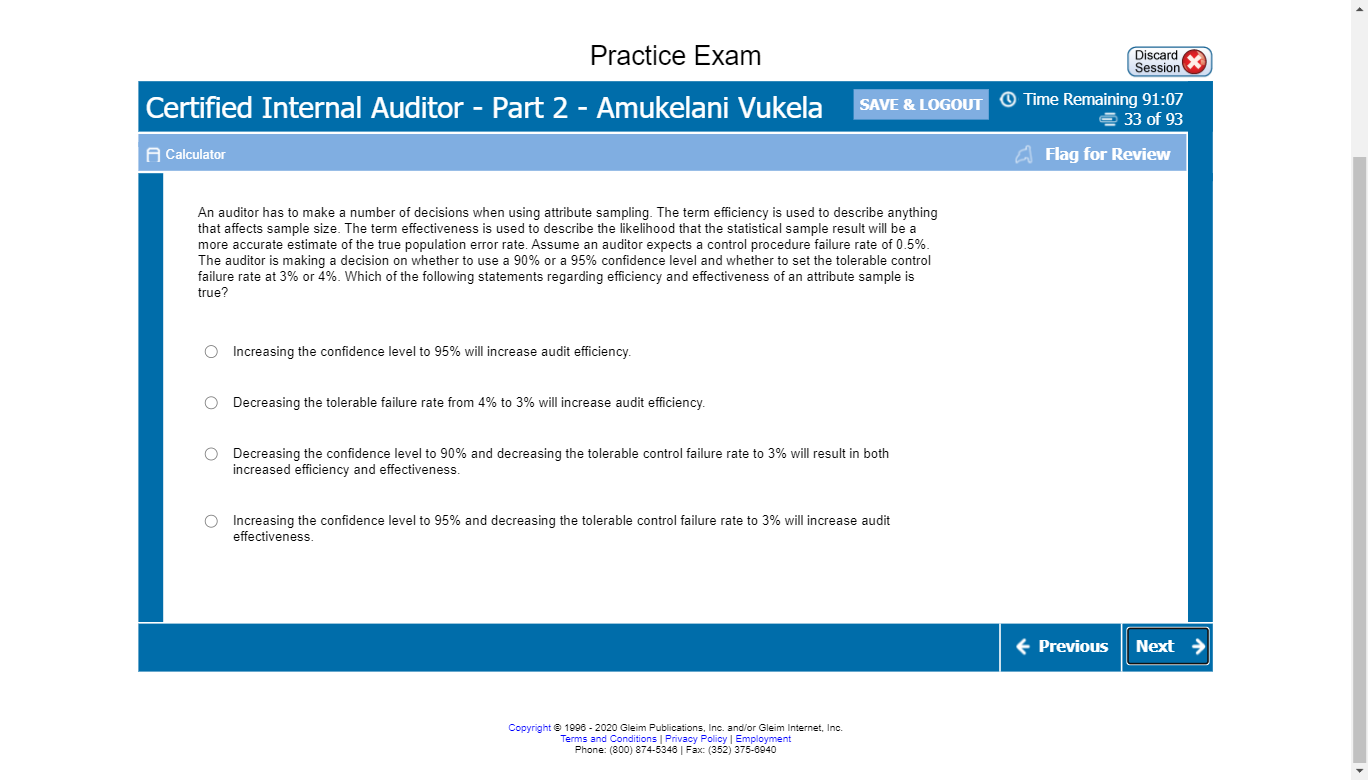 Practice Exam
Discard
Session
Certified Internal Auditor - Part 2 - Amukelani Vukela
SAVE & LOGOUT
Time Remaining 91:07
33 of 93
Calculator
Flag for Review
An auditor has to make a number of decisions when using attribute sampling. The term efficiency is used to describe anything
that affects sample size. The term effectiveness is used to describe the likelihood that the statistical sample result will be a
more accurate estimate of the true population error rate. Assume an auditor expects a control procedure failure rate of 0.5%.
The auditor is making a decision on whether to use a 90% or a 95% confidence level and whether to set the tolerable control
failure rate at 3% or 4%. Which of the following statements regarding efficiency and effectiveness of an attribute sample is
true?
Increasing the confidence level to 95% will increase audit efficiency.
Decreasing the tolerable failure rate from 4% to 3% will increase audit efficiency.
Decreasing the confidence level to 90% and decreasing the tolerable control failure rate to 3% will result in both
increased efficiency and effectiveness.
Increasing the confidence level to 95% and decreasing the tolerable control failure rate to 3% will increase audit
effectiveness.
Previous
Next
Copyright © 1996 - 2020 Gleim Publications, Inc. and/or Gleim Internet, Inc.
Terms and Conditions | Privacy Policy | Employment
Phone: (800) 874-5346 | Fax: (352) 375-6940